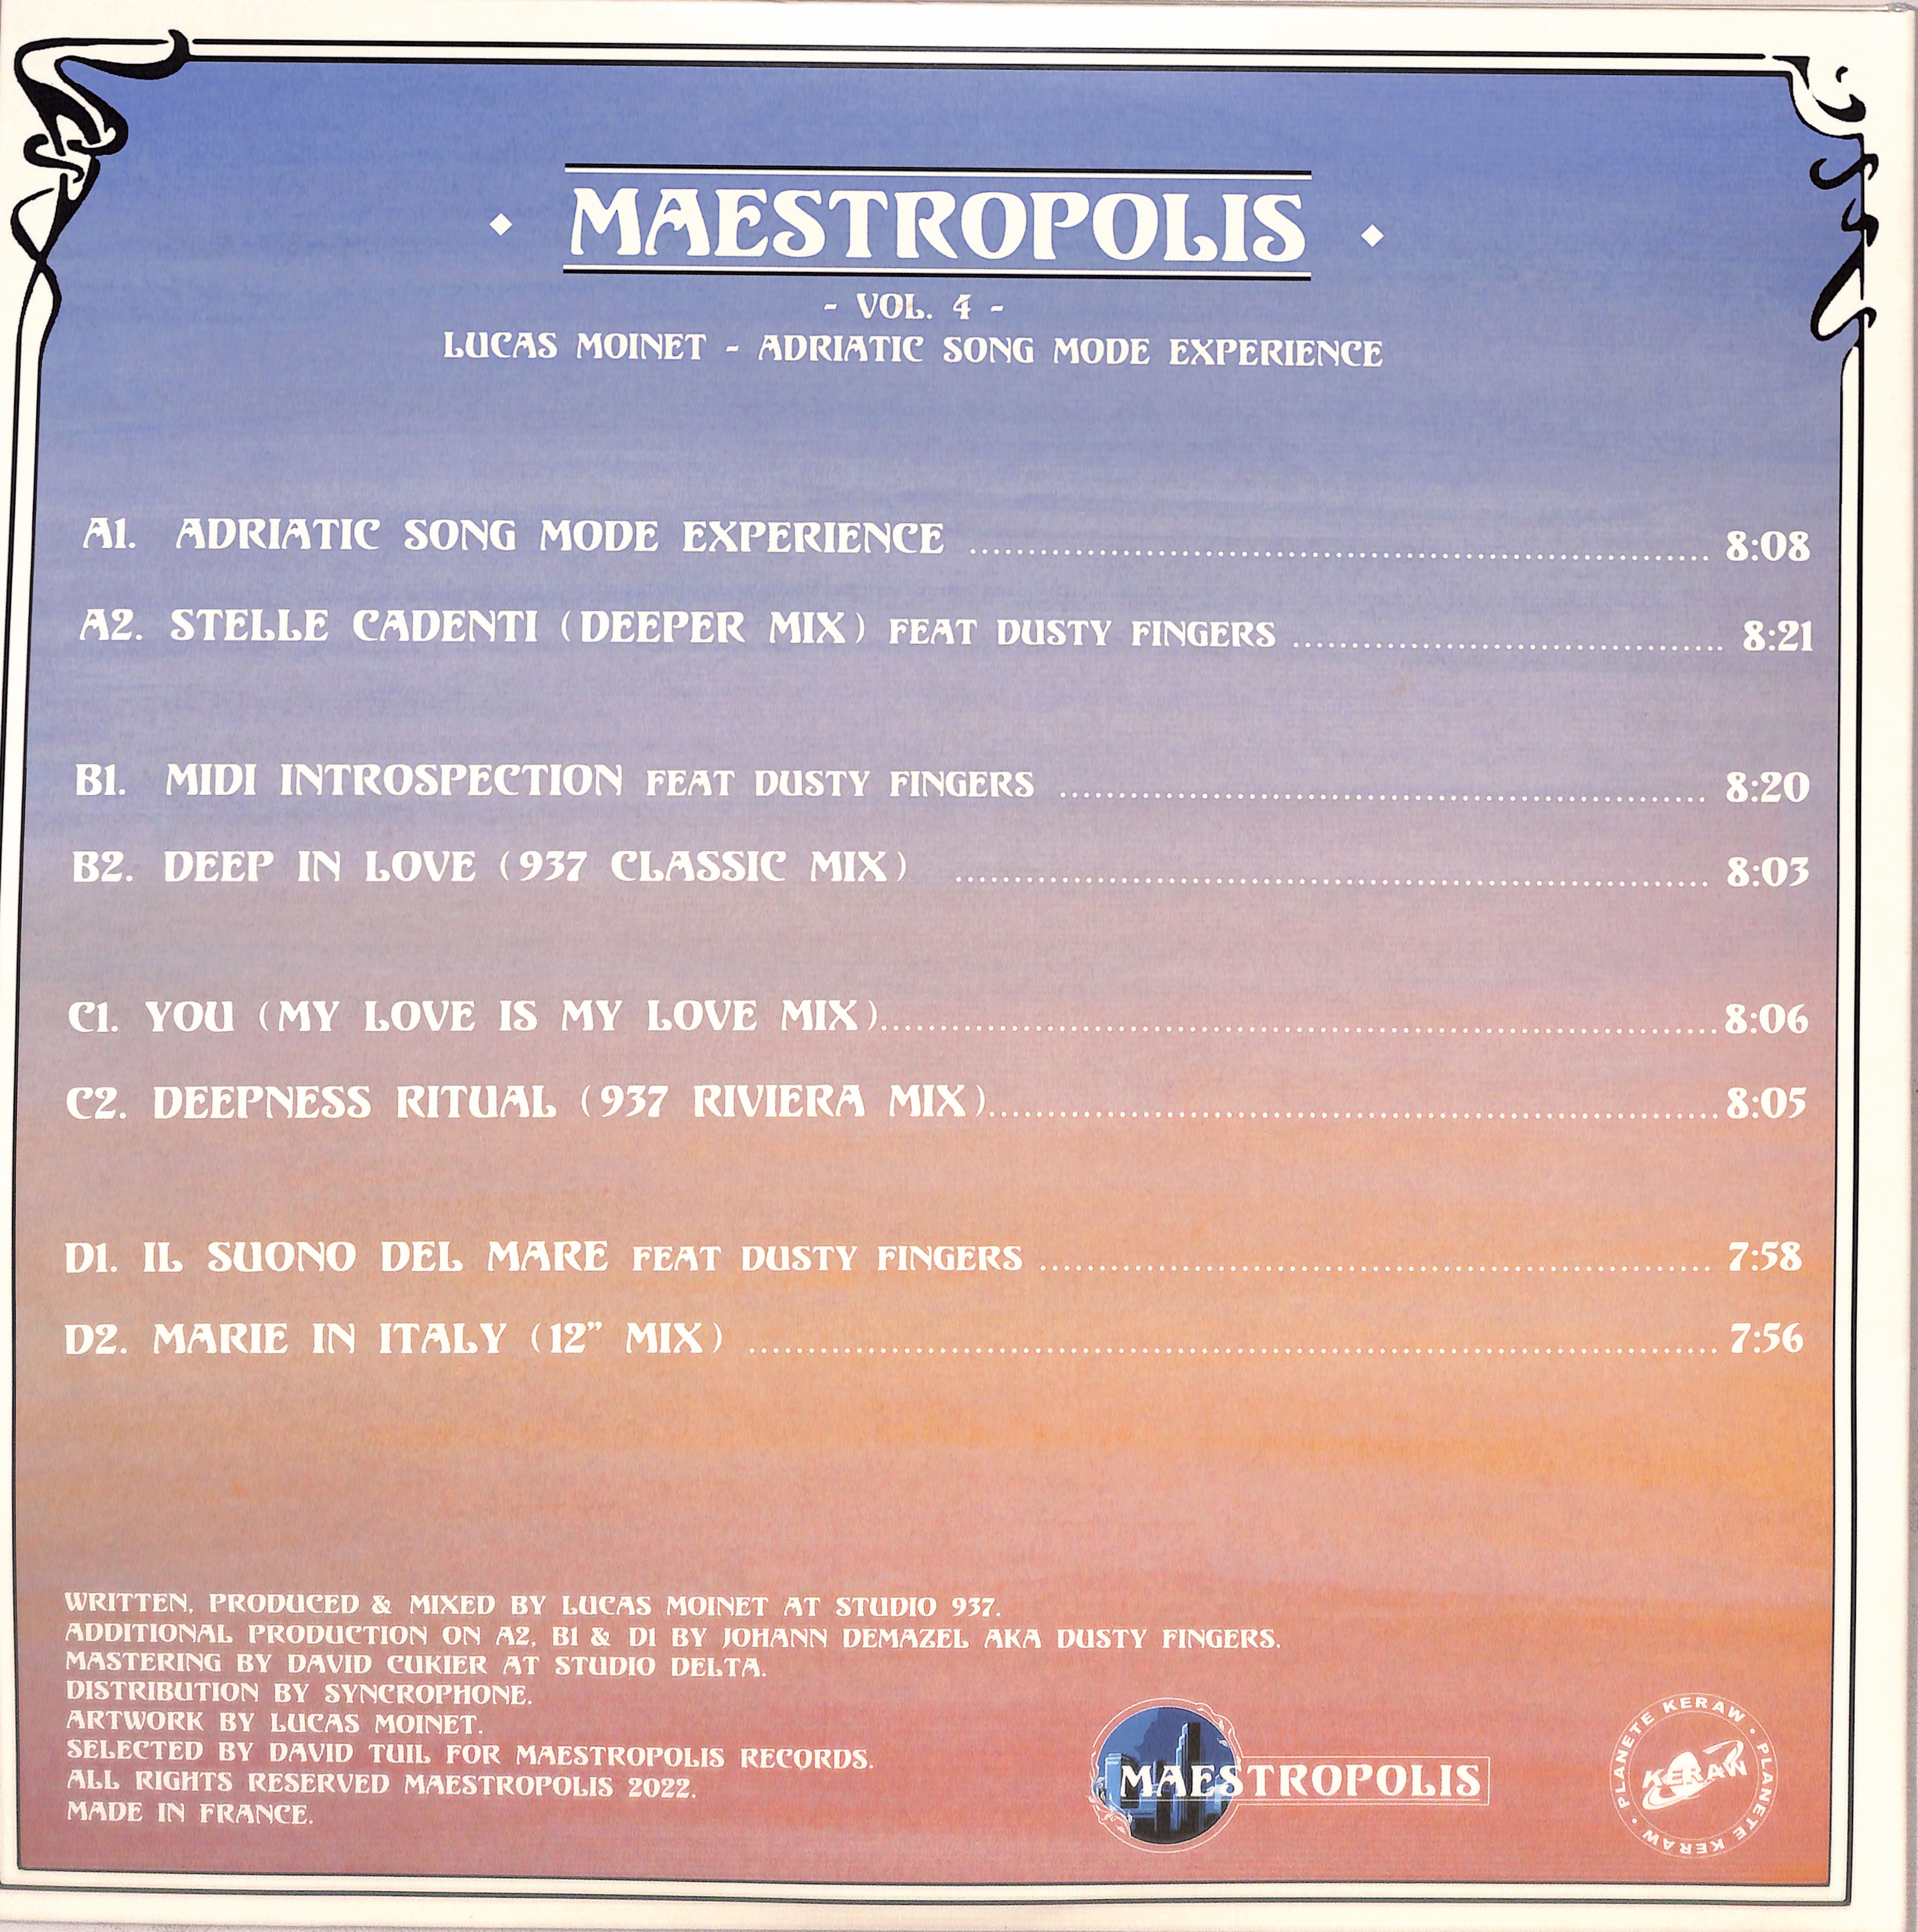 MAESTROPOLIS
- VOL. 4 -
LUCAS MOINET - ADRIATIC SONG MODE EXPERIENCE
A1. ADRIATIC SONG MODE EXPERIENCE ........ 8:08
A2. STELLE CADENTI (DEEPER MIX) FEAT DUSTY FINGERS ........ 8:21
B1. MIDI INTROSPECTION FEAT DUSTY FINGERS ........ 8:20
B2. DEEP IN LOVE (937 CLASSIC MIX) ........ 8:03
C1. YOU (MY LOVE IS MY LOVE MIX)........ 8:06
C2. DEEPNESS RITUAL (937 RIVIERA MIX)........ 8:05
D1. IL SUONO DEL MARE FEAT DUSTY FINGERS ........ 7:58
D2. MARIE IN ITALY (12” MIX) ........ 7:56
WRITTEN, PRODUCED & MIXED BY LUCAS MOINET AT STUDIO 937.
ADDITIONAL PRODUCTION ON A2, B1 & D1 BY JOHANN DEMAZEL AKA DUSTY FINGERS.
MASTERING BY DAVID CUKIER AT STUDIO DELTA.
DISTRIBUTION BY SYNCROPHONE.
ARTWORK BY LUCAS MOINET.
SELECTED BY DAVID TUIL FOR MAESTROPOLIS RECORDS.
ALL RIGHTS RESERVED MAESTROPOLIS 2022.
MADE IN FRANCE.
MAESTROPOLIS
PLANETE KERAW • PLANETE KERAW •
KERAW